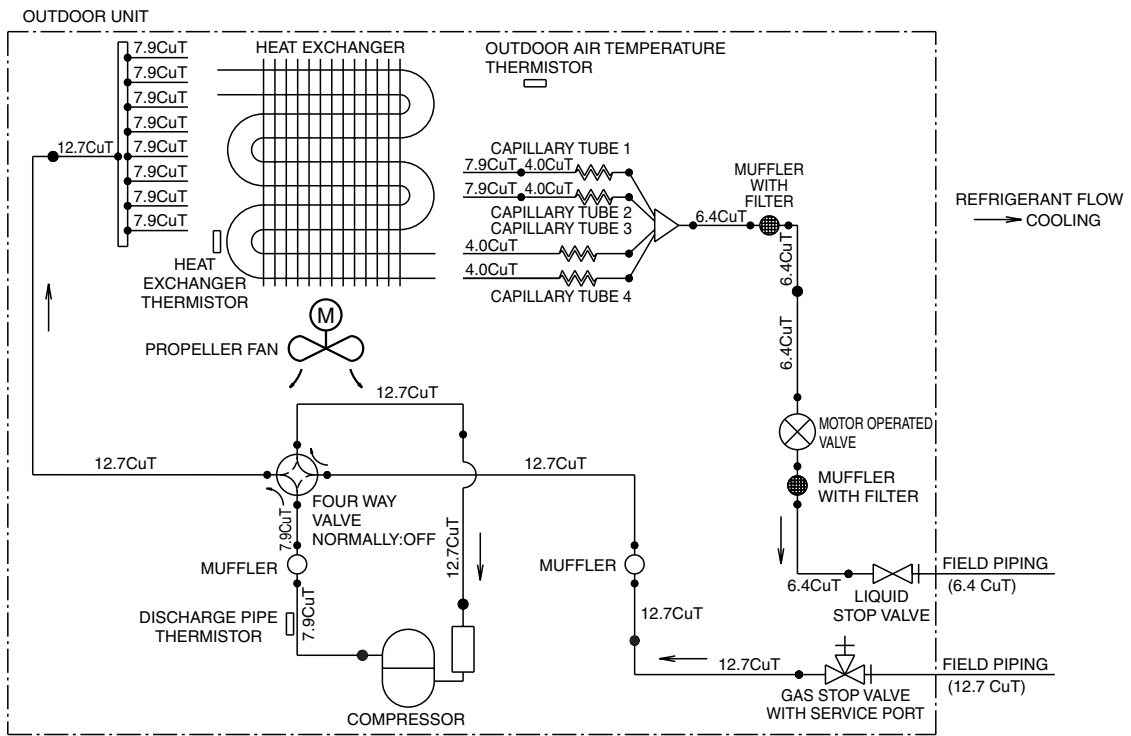 OUTDOOR UNIT
7.9CuT
7.9CuT
7.9CuT
7.9CuT
7.9CuT
7.9CuT
7.9CuT
7.9CuT
12.7CuT
HEAT EXCHANGER
OUTDOOR AIR TEMPERATURE
THERMISTOR
CAPILLARY TUBE 1
7.9CuT 4.0CuT
7.9CuT 4.0CuT
CAPILLARY TUBE 2
CAPILLARY TUBE 3
4.0CuT
4.0CuT
CAPILLARY TUBE 4
MUFFLER
WITH
FILTER
6.4CuT
6.4CuT
6.4CuT
REFRIGERANT FLOW
COOLING
HEAT
EXCHANGER
THERMISTOR
M
PROPELLER FAN
12.7CuT
MOTOR OPERATED
VALVE
MUFFLER
WITH FILTER
12.7CuT
12.7CuT
FOUR WAY
VALVE
NORMALLY:OFF
7.9CuT
12.7CuT
MUFFLER
MUFFLER
6.4CuT
LIQUID
STOP VALVE
FIELD PIPING
(6.4 CuT)
DISCHARGE PIPE
THERMISTOR
7.9CuT
12.7CuT
12.7CuT
GAS STOP VALVE
WITH SERVICE PORT
FIELD PIPING
(12.7 CuT)
COMPRESSOR